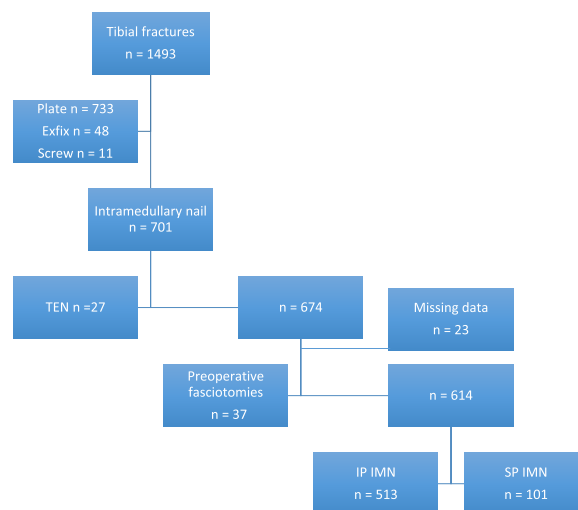 Tibial fractures
n = 1493
Plate n = 733
Exfix n = 48
Screw n = 11
Intramedullary nail
n = 701
TEN n =27
n = 674
Missing data
n = 23
Preoperative
fasciotomies
n = 37
n = 614
IP IMN
n = 513
SP IMN
n = 101